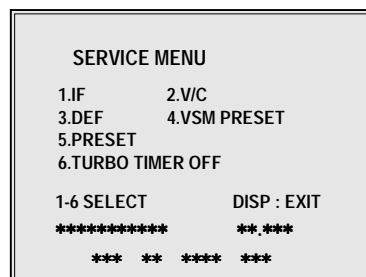 SERVICE MENU
1.IF 2.V/C
3.DEF 4.VSM PRESET
5.PRESET
6.TURBO TIMER OFF
1-6 SELECT DISP : EXIT
*********** **.***
*** ** **** ***